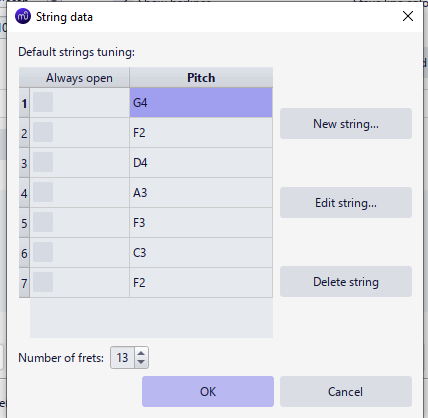 String data
Default strings tuning:
Always open Pitch
1 G4
2 F2
3 D4
4 A3
5 F3
6 C3
7 F2
New string...
Edit string...
Delete string
Number of frets: 13
OK Cancel